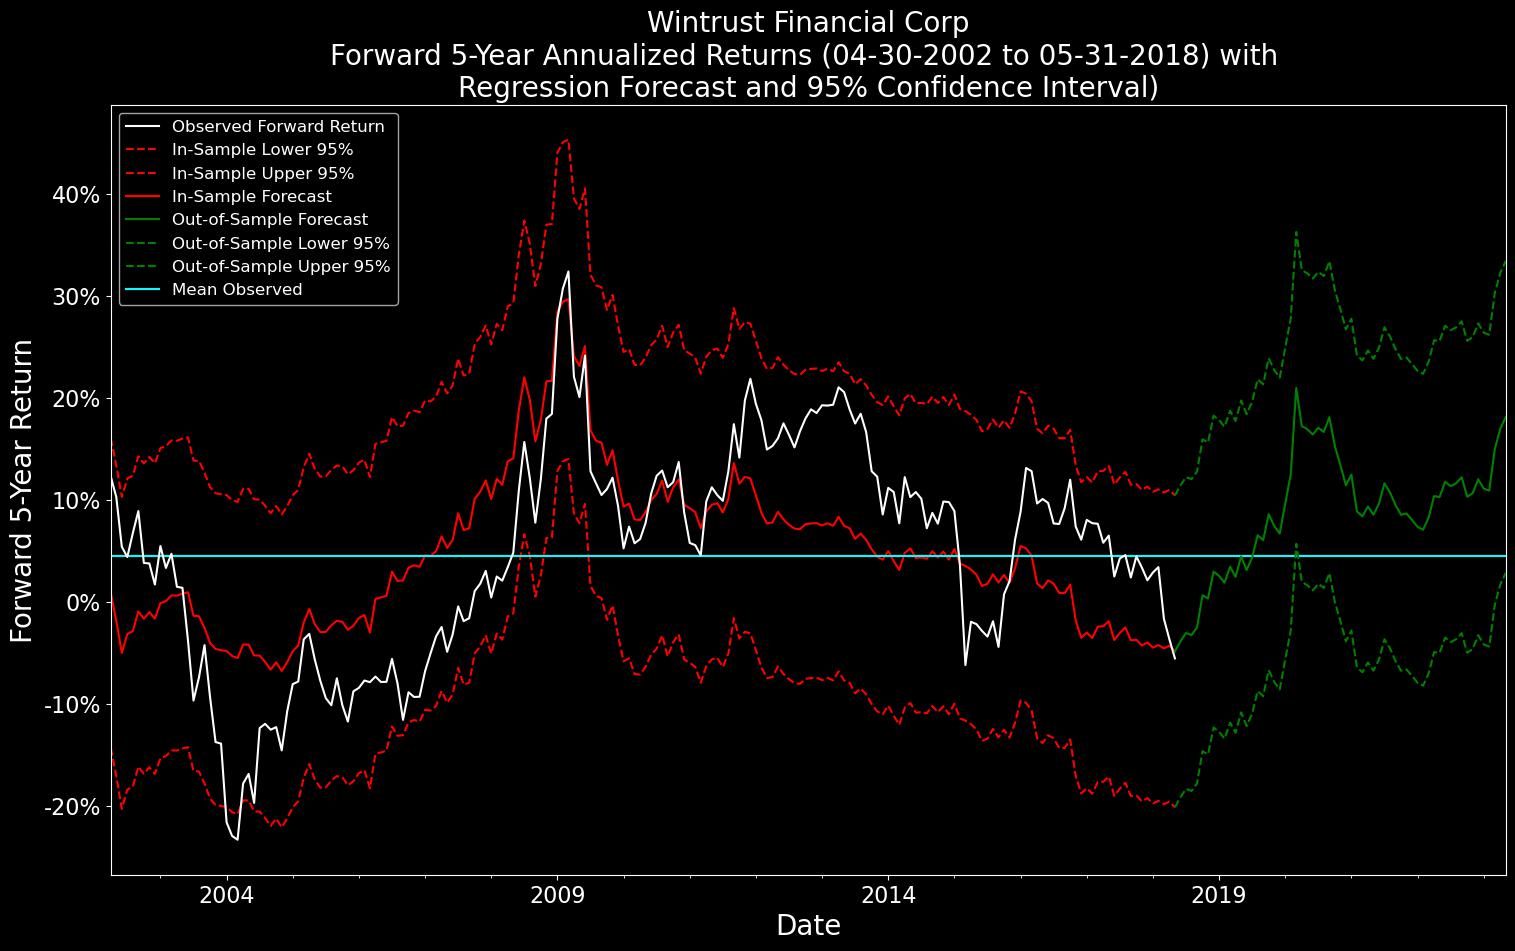 Wintrust Financial Corp
Forward 5-Year Annualized Returns (04-30-2002 to 05-31-2018) with
Regression Forecast and 95% Confidence Interval)
Observed Forward Return
In-Sample Lower 95%
In-Sample Upper 95%
In-Sample Forecast
Out-of-Sample Forecast
Out-of-Sample Lower 95%
Out-of-Sample Upper 95%
Mean Observed
Forward 5-Year Return
40%
30%
20%
10%
0%
-10%
-20%
2004
2009
2014
2019
Date